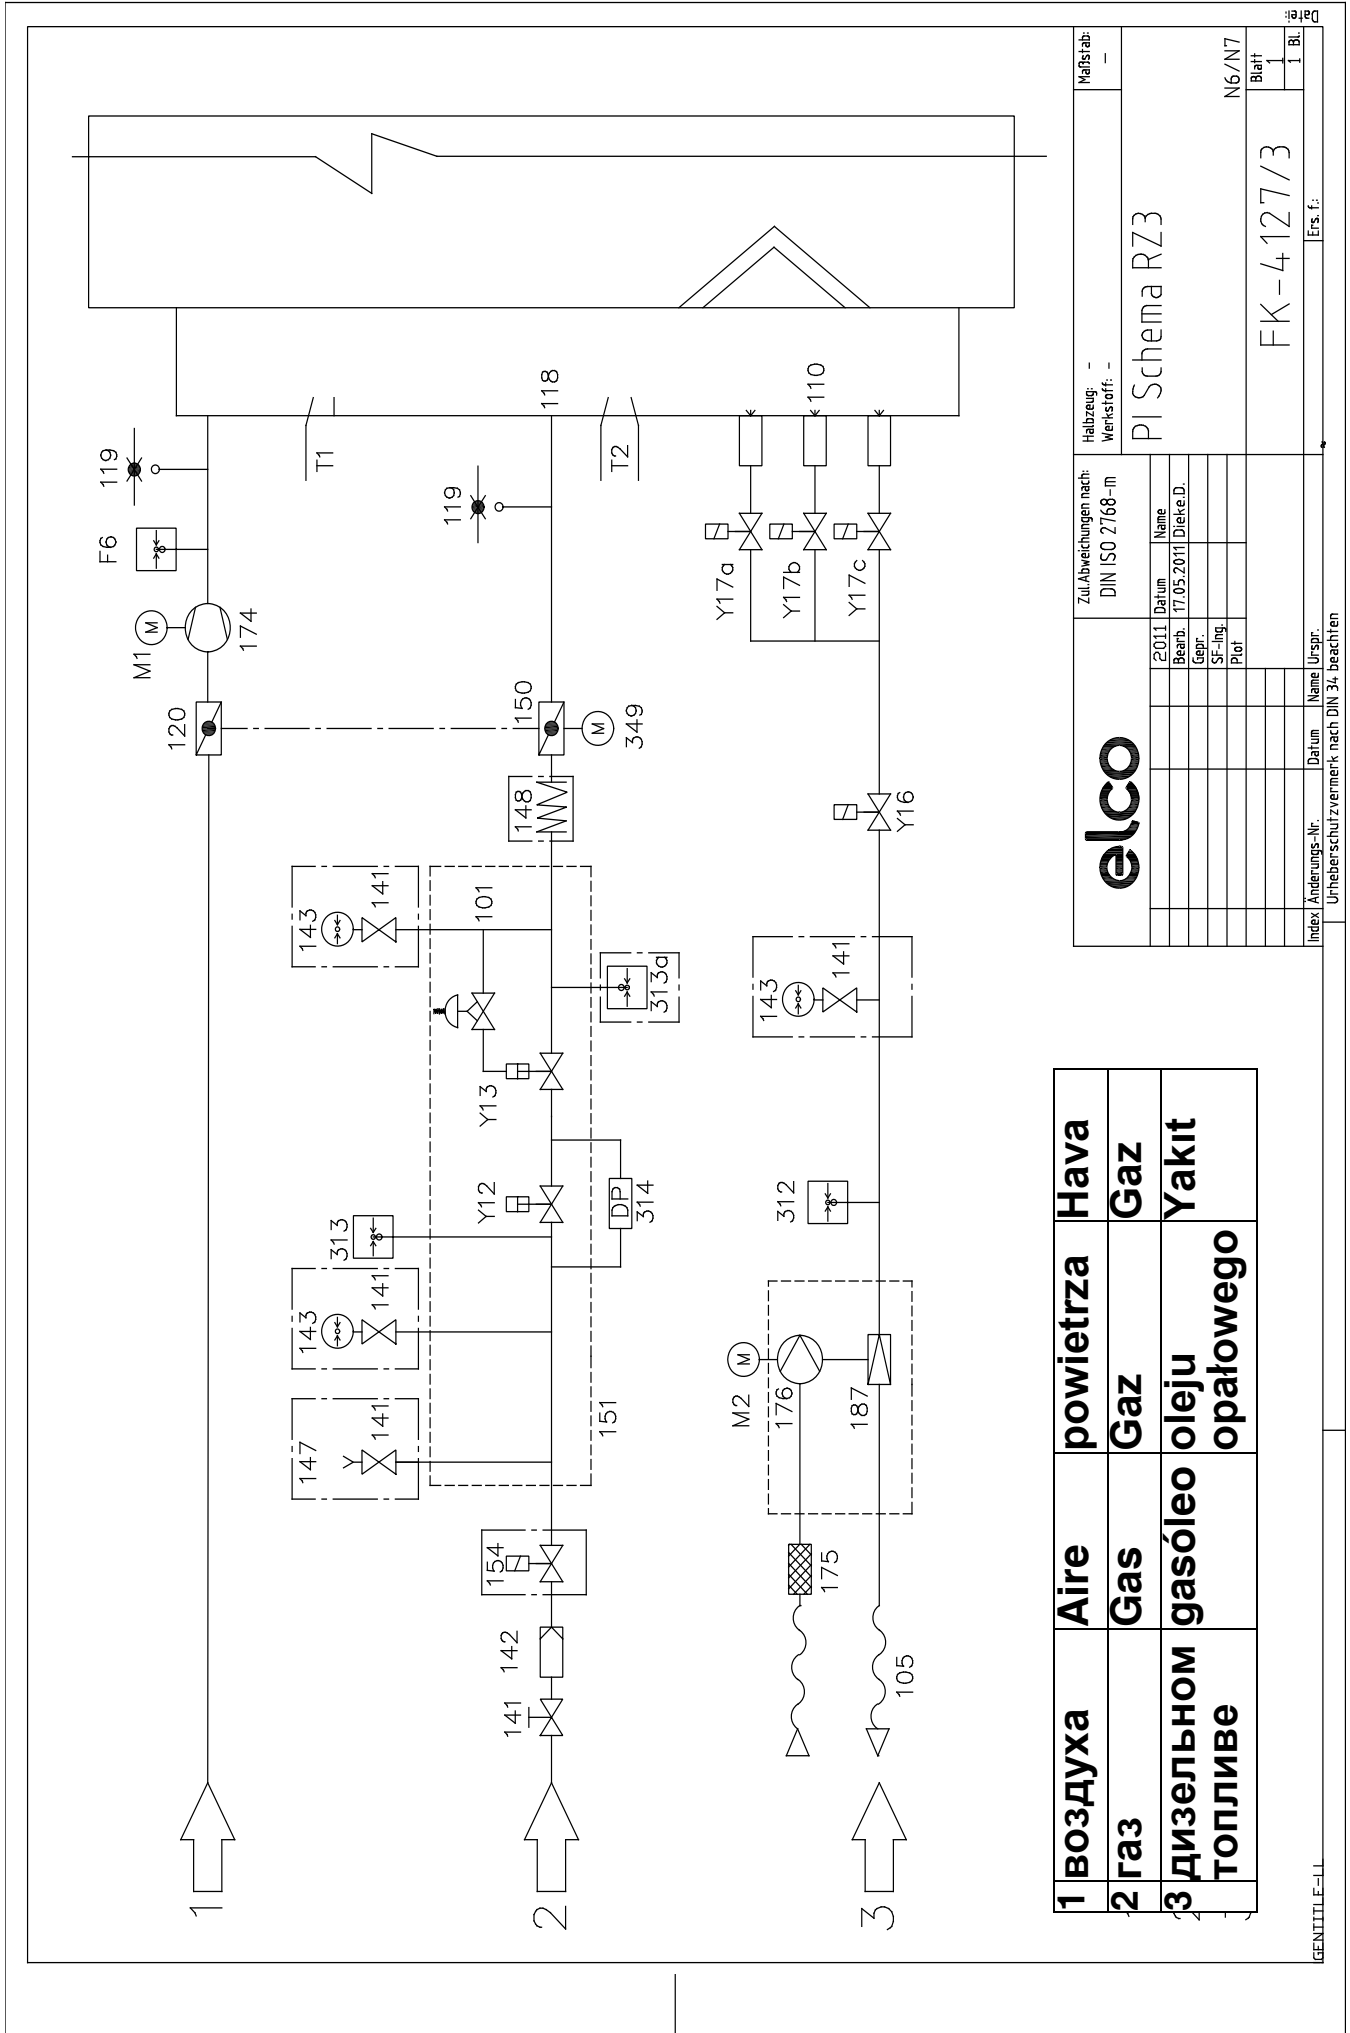 1
2
3
120
M1
M
174
F6
119
T1
119
118
T2
150
M
349
148
143
141
101
313a
Y13
Y12
DP
314
313
143
141
147
141
151
154
142
141
Y17a
Y17b
Y17c
110
Y16
143
141
312
M2
M
176
187
175
105
1 воздуха Aire powietrza Hava
2 газ Gas Gaz Gaz
3 дизельном топливе gasóleo oleju opałowego Yakıt
elco
Zul.Abweichungen nach:
DIN ISO 2768-m
Halbzeug: -
Werkstoff: -
Maßstab:
-
2011 Datum Name
Bearb. 17.05.2011 Dieke.D.
Gepr.
SF-Ing.
Plot
PI Schema RZ3
N6/N7
FK-4127/3
Blatt
1
1 Bl.
Index Änderungs-Nr. Datum Name Urspr.
Ers. f.:
Urheberschutzvermerk nach DIN 34 beachten
Datei:
GENTITLE-LL